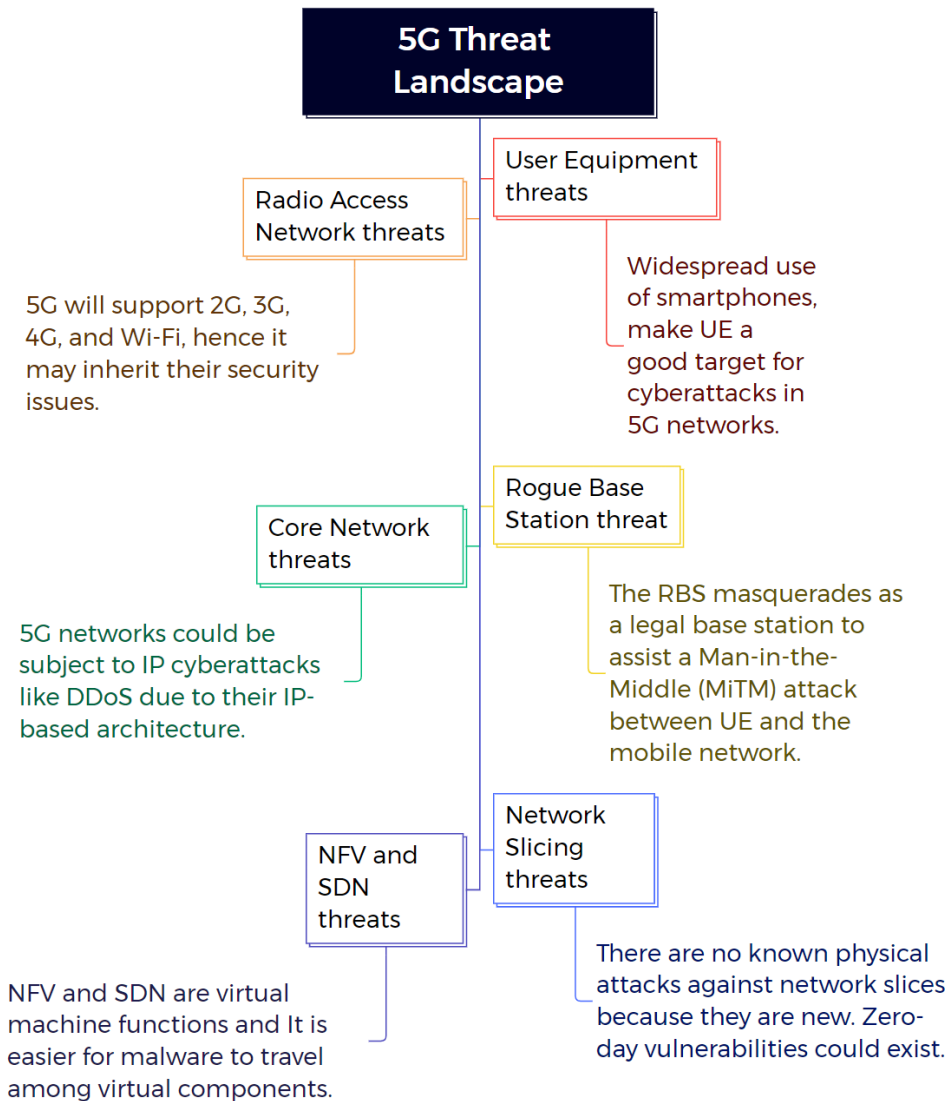 5G Threat
Landscape
User Equipment
threats
Radio Access
Network threats
Widespread use
of smartphones,
make UE a
good target for
cyberattacks in
5G networks.
5G will support 2G, 3G,
4G, and Wi-Fi, hence it
may inherit their security
issues.
Rogue Base
Station threat
Core Network
threats
The RBS masquerades as
a legal base station to
assist a Man-in-the-
Middle (MiTM) attack
between UE and the
mobile network.
5G networks could be
subject to IP cyberattacks
like DDoS due to their IP-
based architecture.
Network
Slicing
threats
NFV and
SDN
threats
There are no known physical
attacks against network slices
because they are new. Zero-
day vulnerabilities could exist.
NFV and SDN are virtual
machine functions and It is
easier for malware to travel
among virtual components.